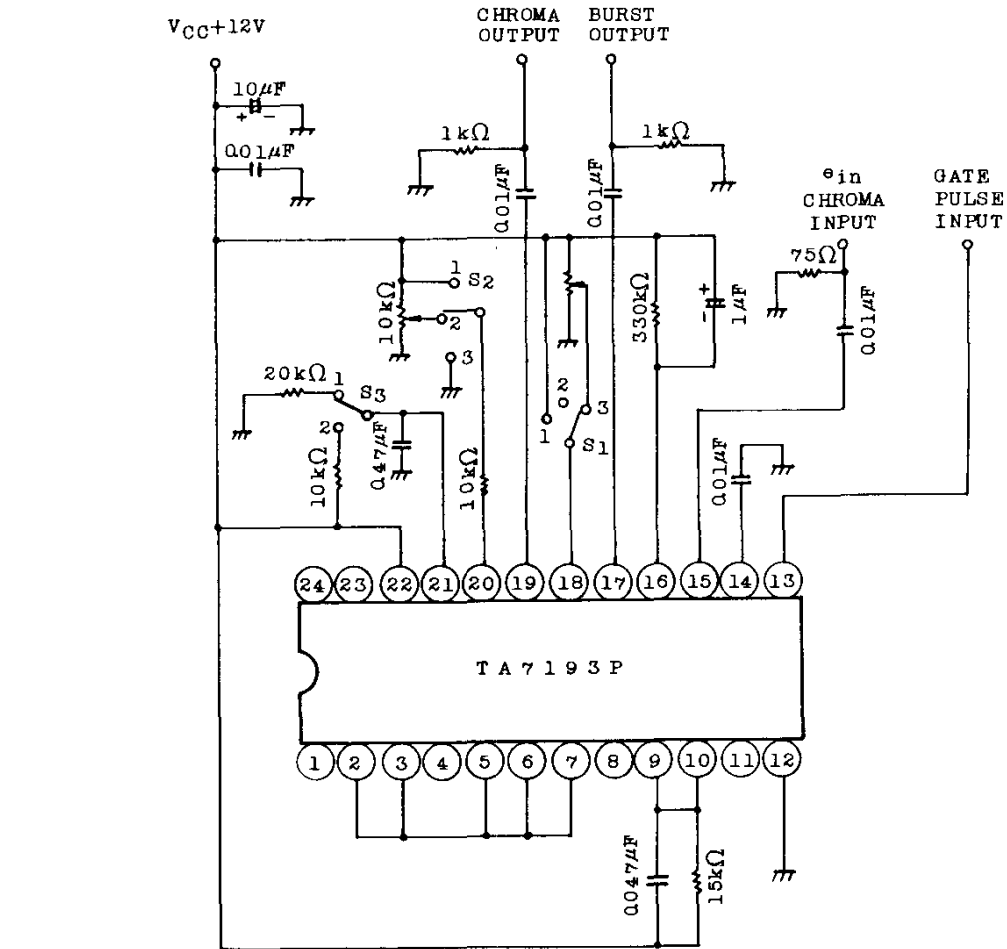 VCC+12V
CHROMA OUTPUT
BURST OUTPUT
10μF
+ -
0.01μF
1kΩ
1kΩ
0.01μF
0.01μF
ein
CHROMA
INPUT
GATE
PULSE
INPUT
75Ω
0.01μF
1 S2
10kΩ
2
3
330kΩ
+
-
1μF
20kΩ
1
S3
2
10kΩ
0.47μF
10kΩ
2
3
1
S1
0.01μF
24 23 22 21 20 19 18 17 16 15 14 13
TA7193P
1 2 3 4 5 6 7 8 9 10 11 12
0.047μF
15kΩ